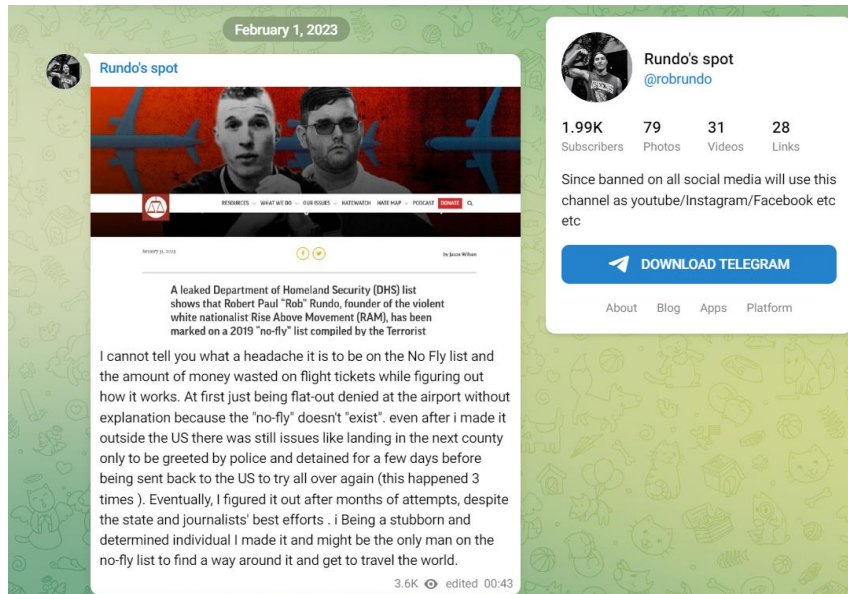 February 1, 2023
Rundo's spot
RESOURCES
WHAT WE DO
OUR ISSUES
HATEWATCH
HATE MAP
PODCAST
DONATE
January 31, 2023
by Jason Wilson
A leaked Department of Homeland Security (DHS) list
shows that Robert Paul “Rob” Rundo, founder of the violent
white nationalist Rise Above Movement (RAM), has been
marked on a 2019 “no-fly” list compiled by the Terrorist
I cannot tell you what a headache it is to be on the No Fly list and
the amount of money wasted on flight tickets while figuring out
how it works. At first just being flat-out denied at the airport without
explanation because the "no-fly" doesn't "exist". even after i made it
outside the US there was still issues like landing in the next county
only to be greeted by police and detained for a few days before
being sent back to the US to try all over again (this happened 3
times ). Eventually, I figured it out after months of attempts, despite
the state and journalists' best efforts . i Being a stubborn and
determined individual I made it and might be the only man on the
no-fly list to find a way around it and get to travel the world.
3.6K edited 00:43
Rundo's spot
@robrundo
1.99K 79 31 28
Subscribers Photos Videos Links
Since banned on all social media will use this
channel as youtube/Instagram/Facebook etc
etc
DOWNLOAD TELEGRAM
About Blog Apps Platform